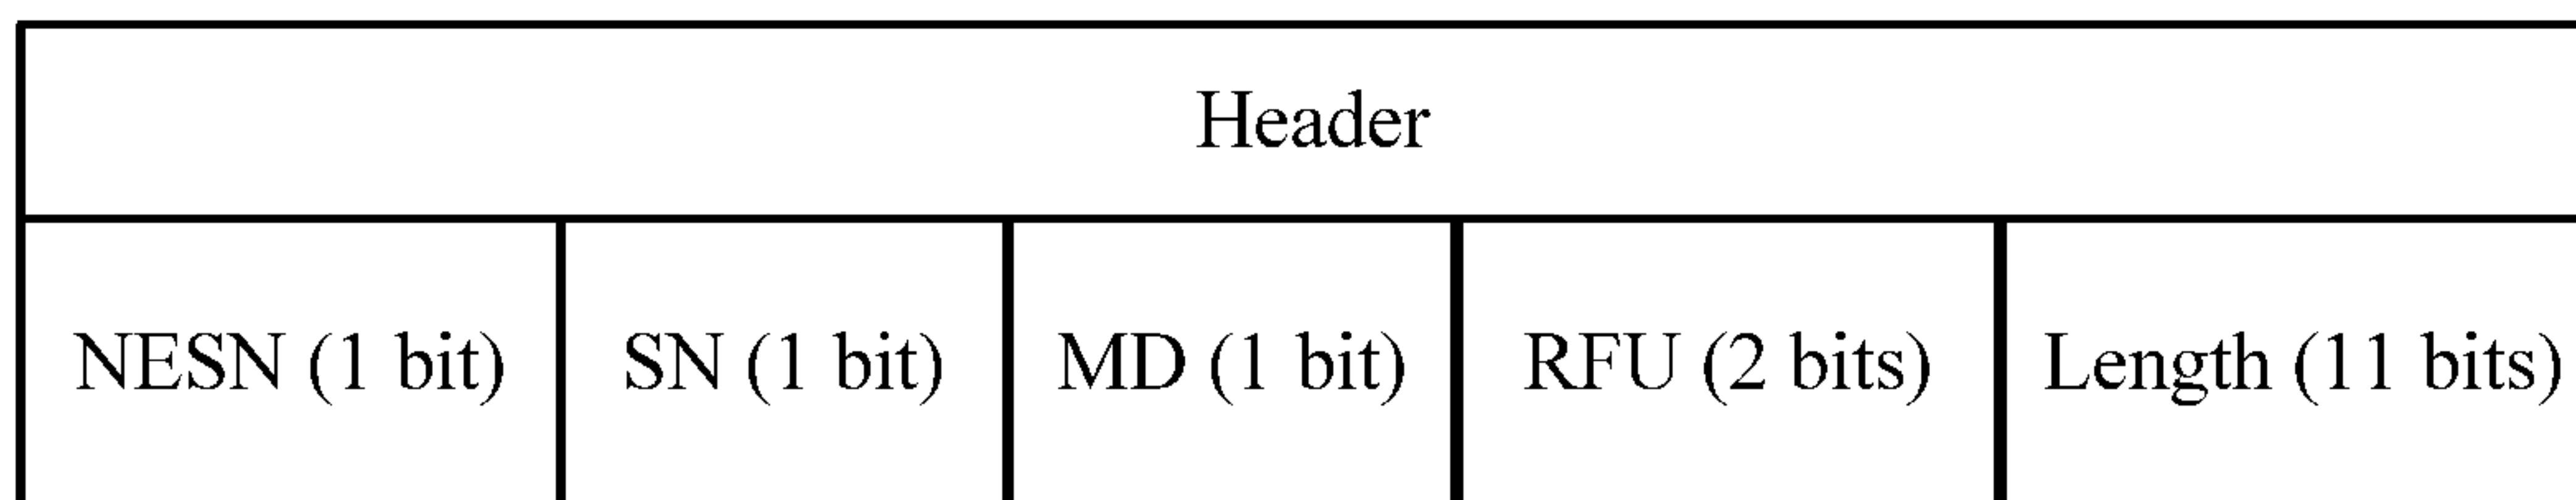 Header
NESN (1 bit) SN (1 bit) MD (1 bit) RFU (2 bits) Length (11 bits)